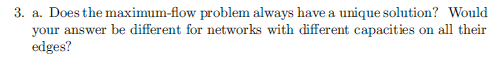 3. a. Does the maximum-flow problem always have a unique solution? Would
your answer be different for networks with different capacities on all their
edges?